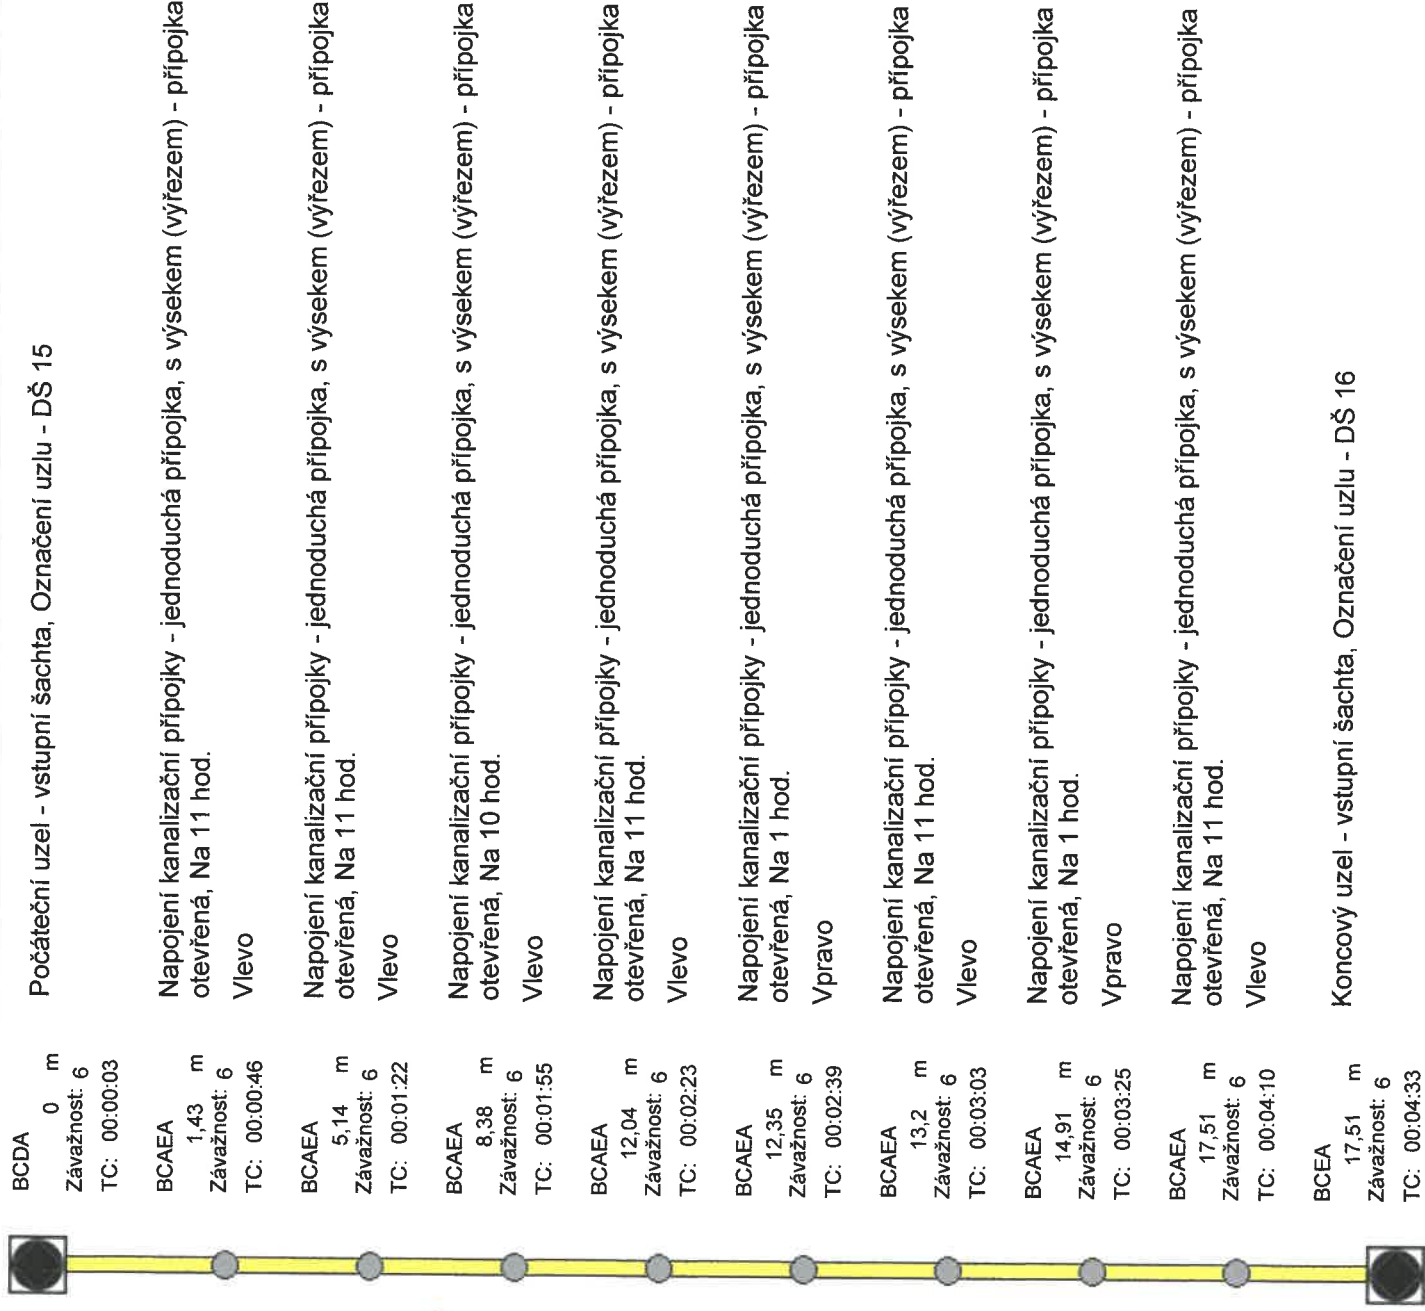 BCDA
0 m
Závažnost: 6
TC: 00:00:03
Počáteční uzel - vstupní šachta, Označení uzlu - DŠ 15
BCAEA
1,43 m
Závažnost: 6
TC: 00:00:46
Napojení kanalizační přípojky - jednoduchá přípojka, s výsekem (výřezem) - přípojka
otevřená, Na 11 hod.
Vlevo
BCAEA
5,14 m
Závažnost: 6
TC: 00:01:22
Napojení kanalizační přípojky - jednoduchá přípojka, s výsekem (výřezem) - přípojka
otevřená, Na 11 hod.
Vlevo
BCAEA
8,38 m
Závažnost: 6
TC: 00:01:55
Napojení kanalizační přípojky - jednoduchá přípojka, s výsekem (výřezem) - přípojka
otevřená, Na 10 hod.
Vlevo
BCAEA
12,04 m
Závažnost: 6
TC: 00:02:23
Napojení kanalizační přípojky - jednoduchá přípojka, s výsekem (výřezem) - přípojka
otevřená, Na 11 hod.
Vlevo
BCAEA
12,35 m
Závažnost: 6
TC: 00:02:39
Napojení kanalizační přípojky - jednoduchá přípojka, s výsekem (výřezem) - přípojka
otevřená, Na 1 hod.
Vpravo
BCAEA
13,2 m
Závažnost: 6
TC: 00:03:03
Napojení kanalizační přípojky - jednoduchá přípojka, s výsekem (výřezem) - přípojka
otevřená, Na 11 hod.
Vlevo
BCAEA
14,91 m
Závažnost: 6
TC: 00:03:25
Napojení kanalizační přípojky - jednoduchá přípojka, s výsekem (výřezem) - přípojka
otevřená, Na 1 hod.
Vpravo
BCAEA
17,51 m
Závažnost: 6
TC: 00:04:10
Napojení kanalizační přípojky - jednoduchá přípojka, s výsekem (výřezem) - přípojka
otevřená, Na 11 hod.
Vlevo
BCEA
17,51 m
Závažnost: 6
TC: 00:04:33
Koncový uzel - vstupní šachta, Označení uzlu - DŠ 16